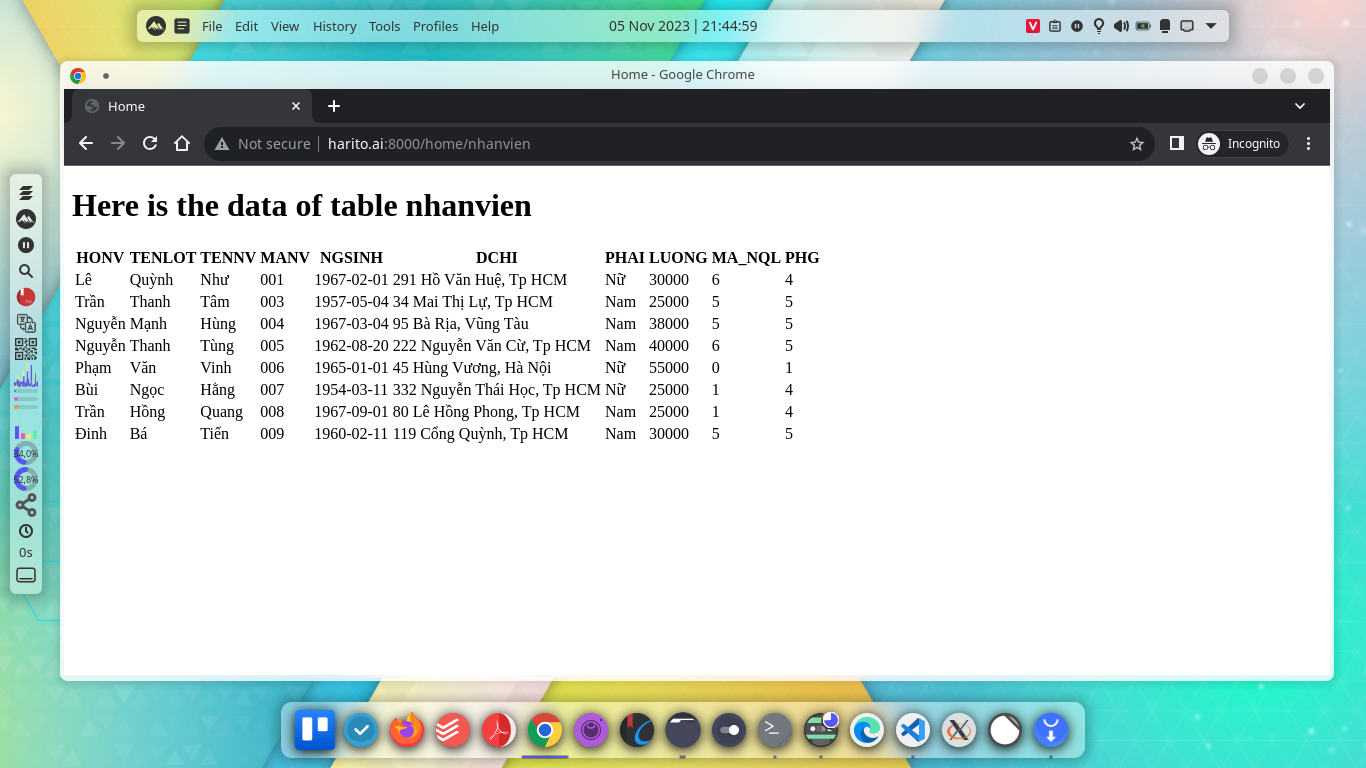 File Edit View History Tools Profiles Help 05 Nov 2023 | 21:44:59 V
Home - Google Chrome
Home
Not secure harito.ai:8000/home/nhanvien Incognito
Here is the data of table nhanvien
HONV TENLOT TENNV MANV NGSINH DCHI PHAI LUONG MA_NQL PHG
Lê Quỳnh Như 001 1967-02-01 291 Hồ Văn Huệ, Tp HCM Nữ 30000 6 4
Trần Thanh Tâm 003 1957-05-04 34 Mai Thị Lự, Tp HCM Nam 25000 5 5
Nguyễn Mạnh Hùng 004 1967-03-04 95 Bà Rịa, Vũng Tàu Nam 38000 5 5
Nguyễn Thanh Tùng 005 1962-08-20 222 Nguyễn Văn Cừ, Tp HCM Nam 40000 6 5
Phạm Văn Vinh 006 1965-01-01 45 Hùng Vương, Hà Nội Nữ 55000 0 1
Bùi Ngọc Hằng 007 1954-03-11 332 Nguyễn Thái Học, Tp HCM Nữ 25000 1 4
Trần Hồng Quang 008 1967-09-01 80 Lê Hồng Phong, Tp HCM Nam 25000 1 4
Đinh Bá Tiến 009 1960-02-11 119 Cổng Quỳnh, Tp HCM Nam 30000 5 5
34,0%
52,8%
0s